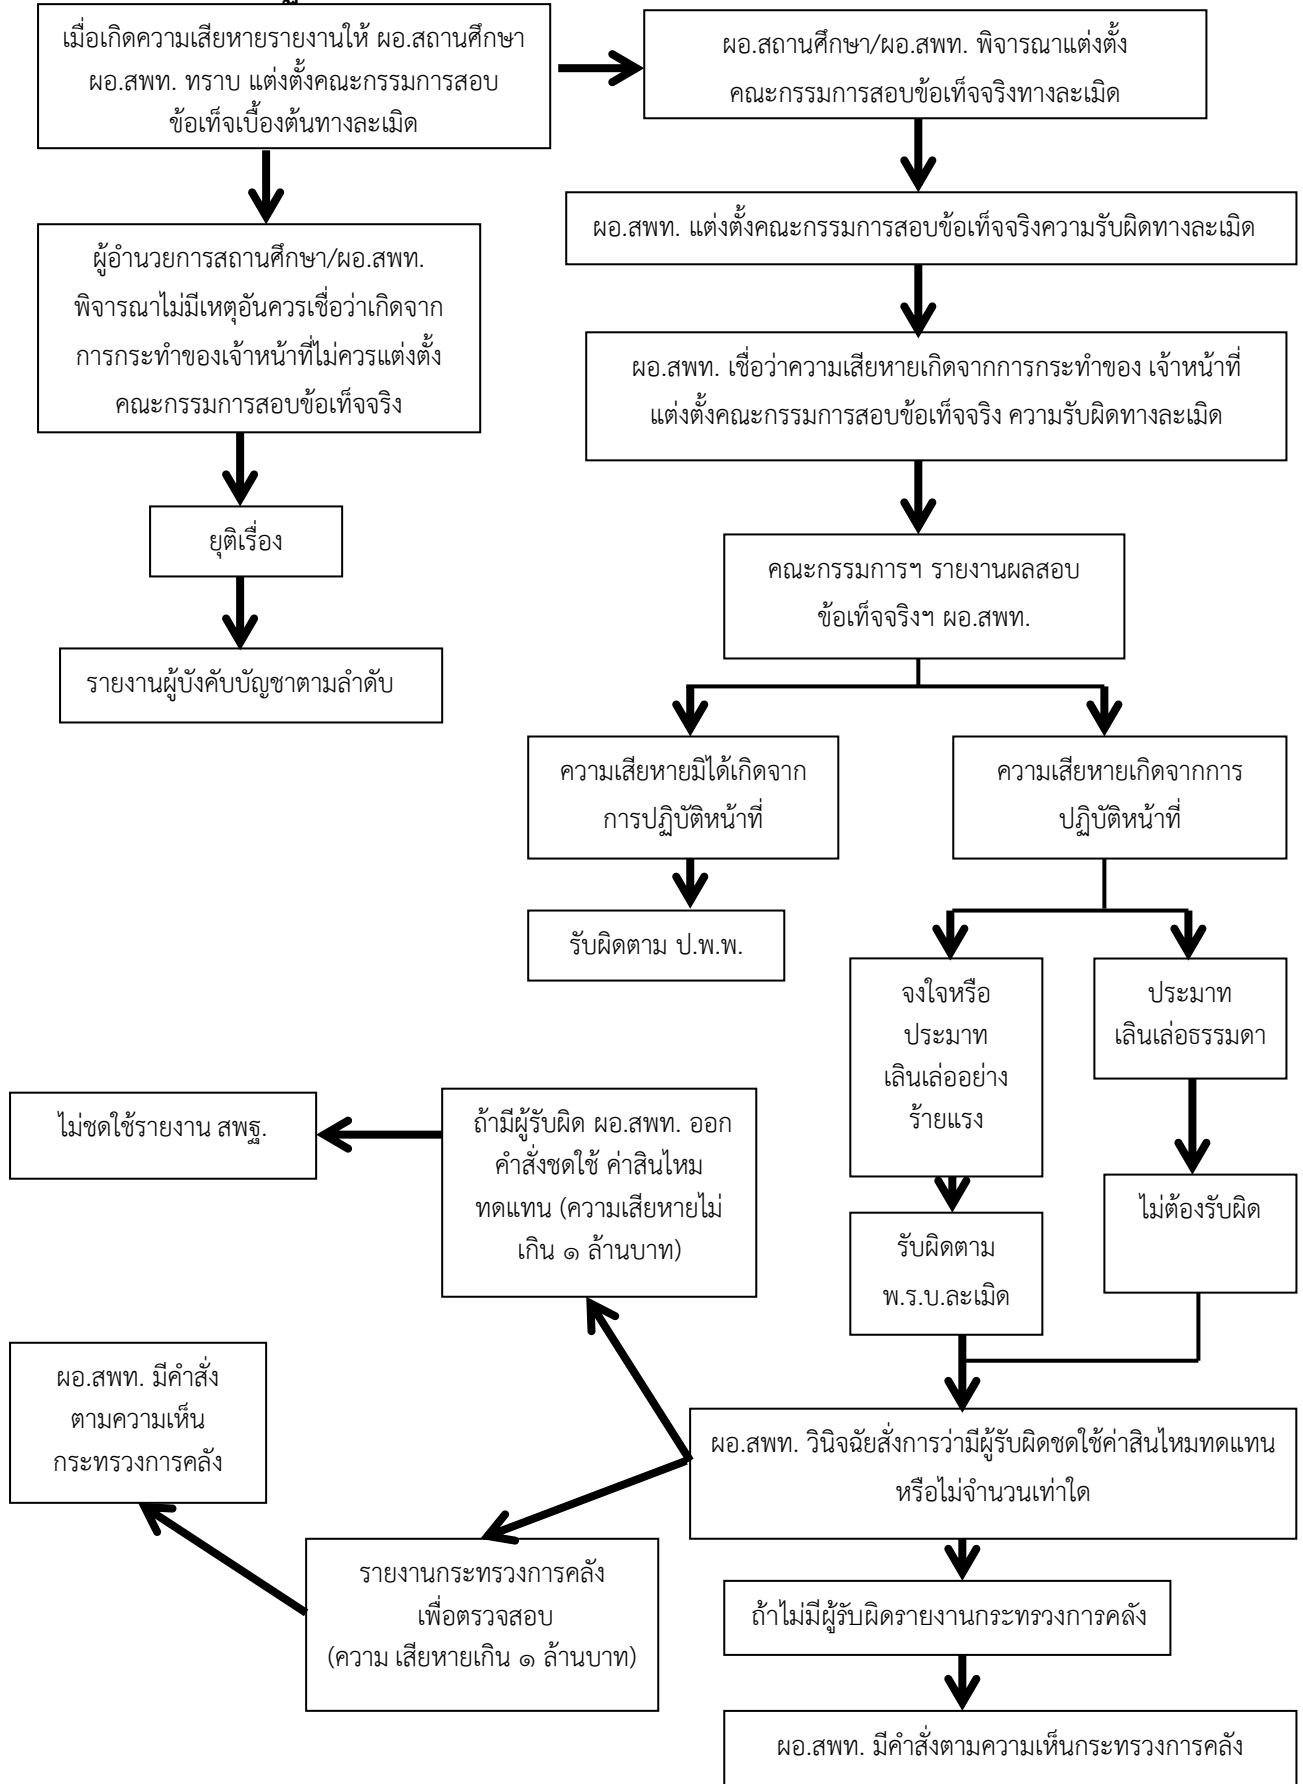 เมื่อเกิดความเสียหายรายงานให้ ผอ.สถานศึกษา
ผอ.สพท. ทราบ แต่งตั้งคณะกรรมการสอบ
ข้อเท็จเบื้องต้นทางละเมิด
ผอ.สถานศึกษา/ผอ.สพท. พิจารณาแต่งตั้ง
คณะกรรมการสอบข้อเท็จจริงทางละเมิด
ผอ.สพท. แต่งตั้งคณะกรรมการสอบข้อเท็จจริงความรับผิดทางละเมิด
ผู้อำนวยการสถานศึกษา/ผอ.สพท.
พิจารณาไม่มีเหตุอันควรเชื่อว่าเกิดจาก
การกระทำของเจ้าหน้าที่ไม่ควรแต่งตั้ง
คณะกรรมการสอบข้อเท็จจริง
ผอ.สพท. เชื่อว่าความเสียหายเกิดจากการกระทำของ เจ้าหน้าที่
แต่งตั้งคณะกรรมการสอบข้อเท็จจริง ความรับผิดทางละเมิด
ยุติเรื่อง
คณะกรรมการฯ รายงานผลสอบ
ข้อเท็จจริงฯ ผอ.สพท.
รายงานผู้บังคับบัญชาตามลำดับ
ความเสียหายมิได้เกิดจาก
การปฏิบัติหน้าที่
ความเสียหายเกิดจากการ
ปฏิบัติหน้าที่
รับผิดตาม ป.พ.พ.
จงใจหรือ
ประมาท
เลินเล่ออย่าง
ร้ายแรง
ประมาท
เลินเล่อธรรมดา
ไม่ชดใช้รายงาน สพฐ.
ถ้ามีผู้รับผิด ผอ.สพท. ออก
คำสั่งชดใช้ ค่าสินไหม
ทดแทน (ความเสียหายไม่
เกิน ๑ ล้านบาท)
ไม่ต้องรับผิด
รับผิดตาม
พ.ร.บ.ละเมิด
ผอ.สพท. มีคำสั่ง
ตามความเห็น
กระทรวงการคลัง
ผอ.สพท. วินิจฉัยสั่งการว่ามีผู้รับผิดชดใช้ค่าสินไหมทดแทน
หรือไม่จำนวนเท่าใด
รายงานกระทรวงการคลัง
เพื่อตรวจสอบ
(ความ เสียหายเกิน ๑ ล้านบาท)
ถ้าไม่มีผู้รับผิดรายงานกระทรวงการคลัง
ผอ.สพท. มีคำสั่งตามความเห็นกระทรวงการคลัง